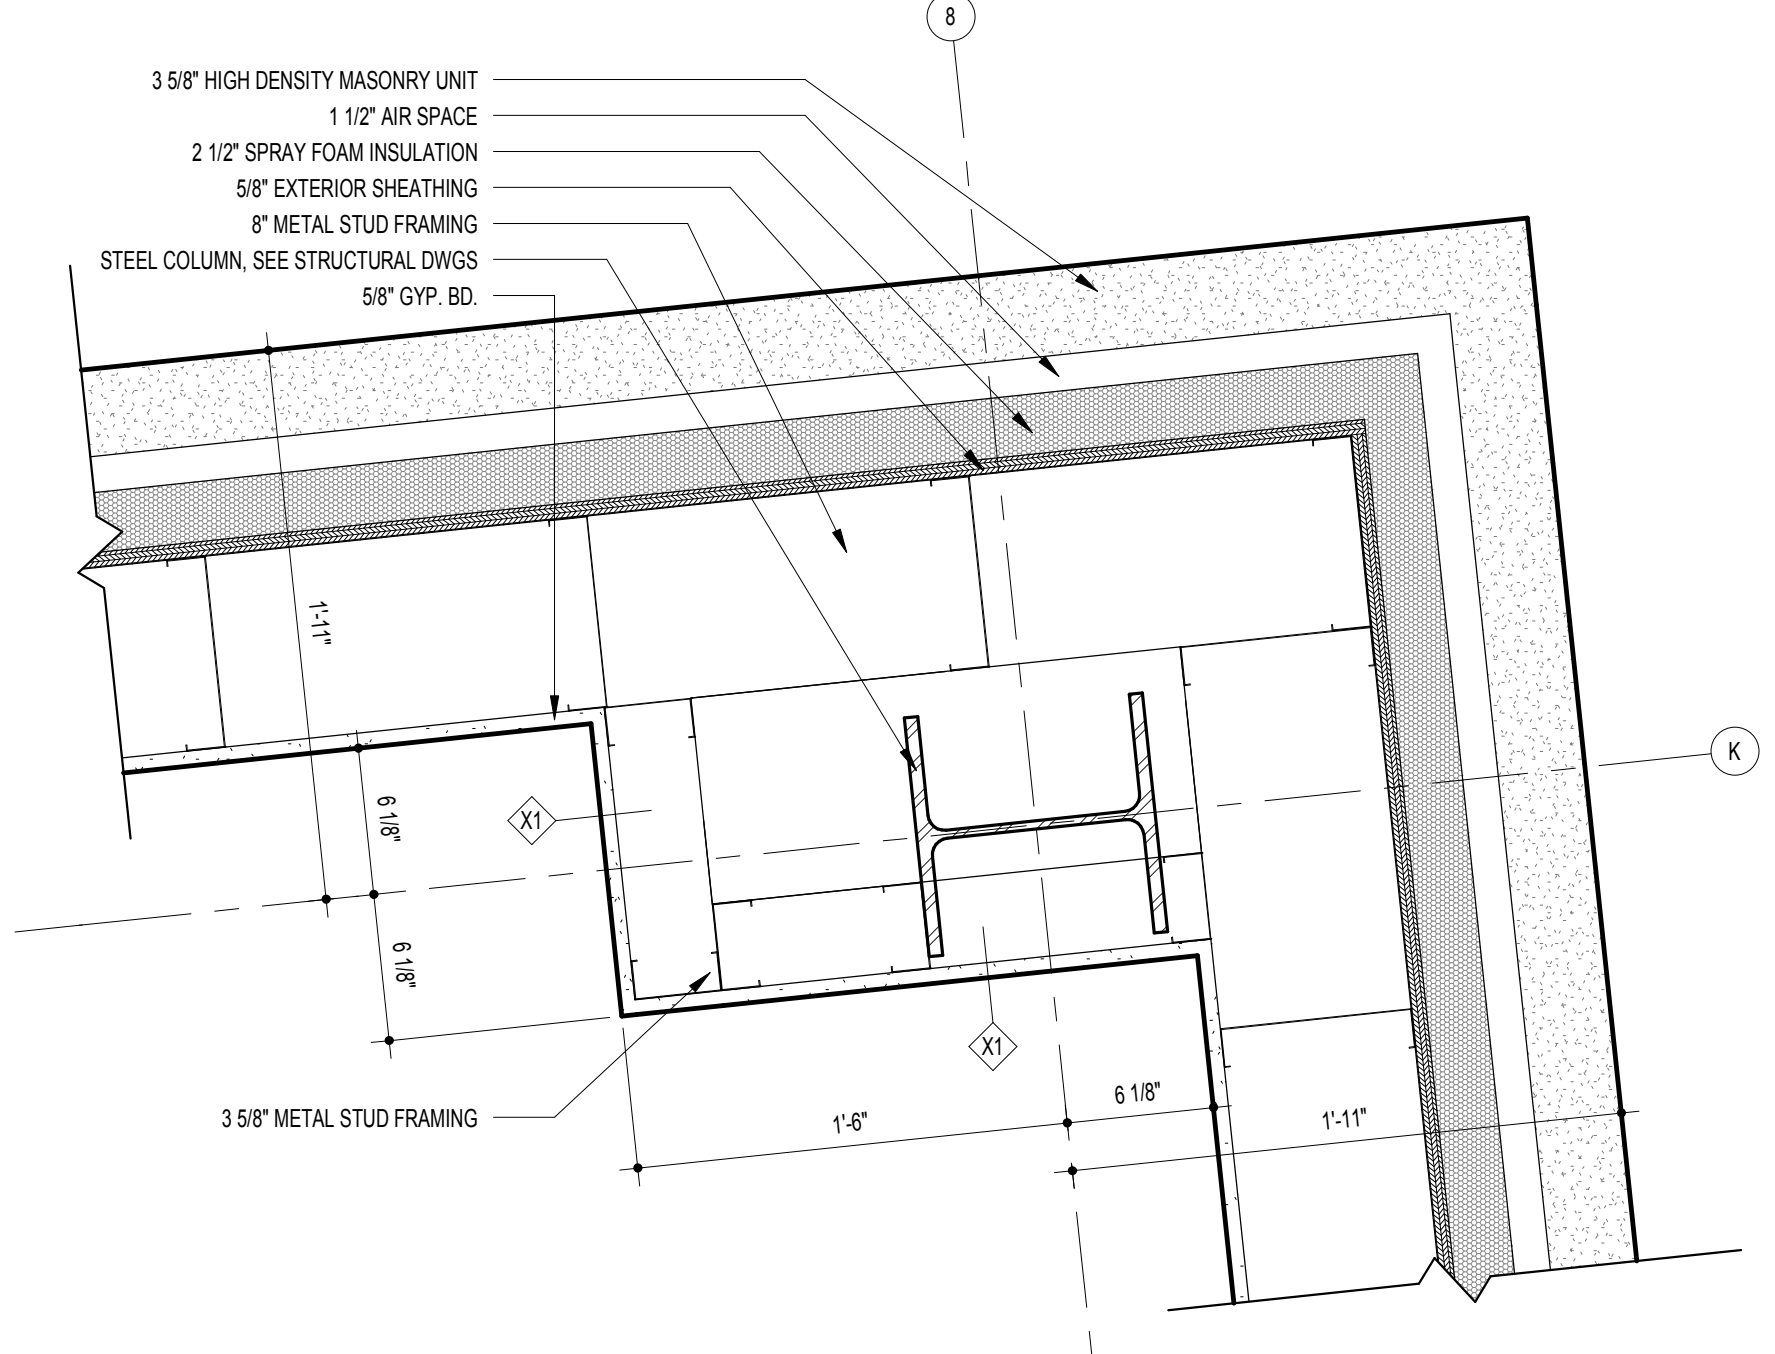 8
3 5/8" HIGH DENSITY MASONRY UNIT
1 1/2" AIR SPACE
2 1/2" SPRAY FOAM INSULATION
5/8" EXTERIOR SHEATHING
8" METAL STUD FRAMING
STEEL COLUMN, SEE STRUCTURAL DWGS
5/8" GYP. BD.
1'-11"
K
6 1/8"
X1
6 1/8"
X1
3 5/8" METAL STUD FRAMING
1'-6"
6 1/8"
1'-11"